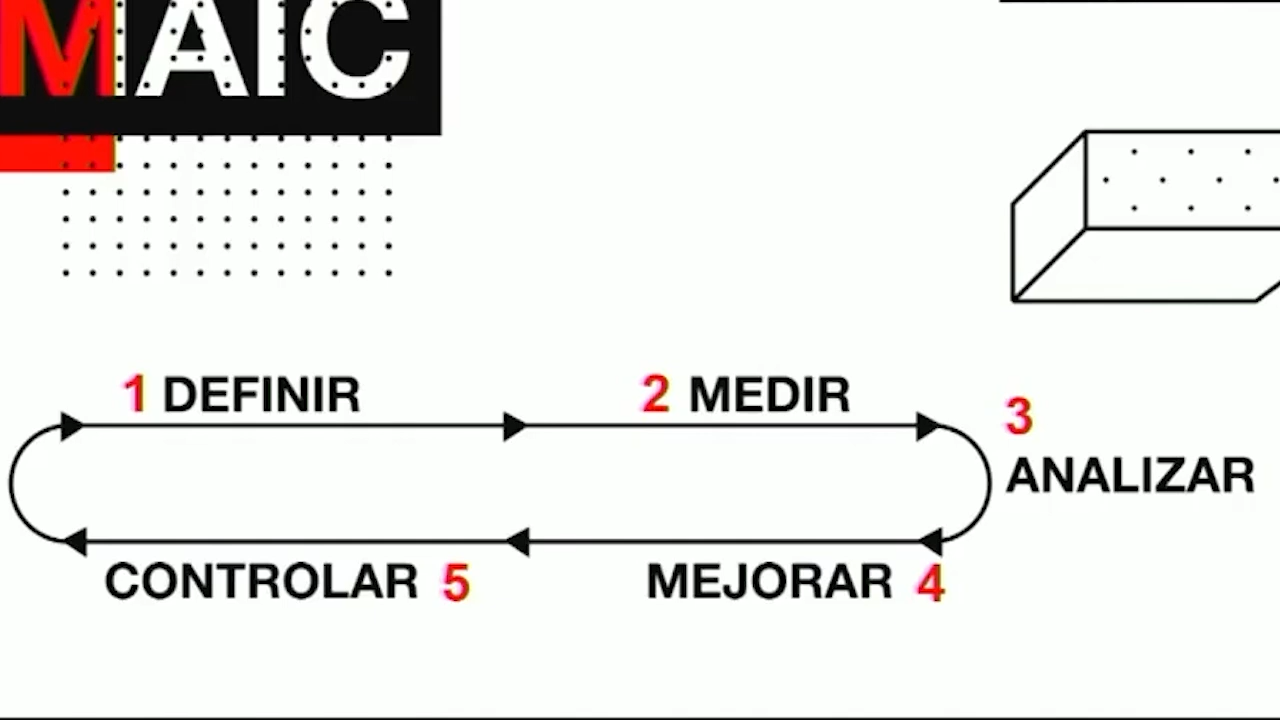 MAIC
1 DEFINIR
2 MEDIR
3
ANALIZAR
CONTROLAR 5
MEJORAR 4